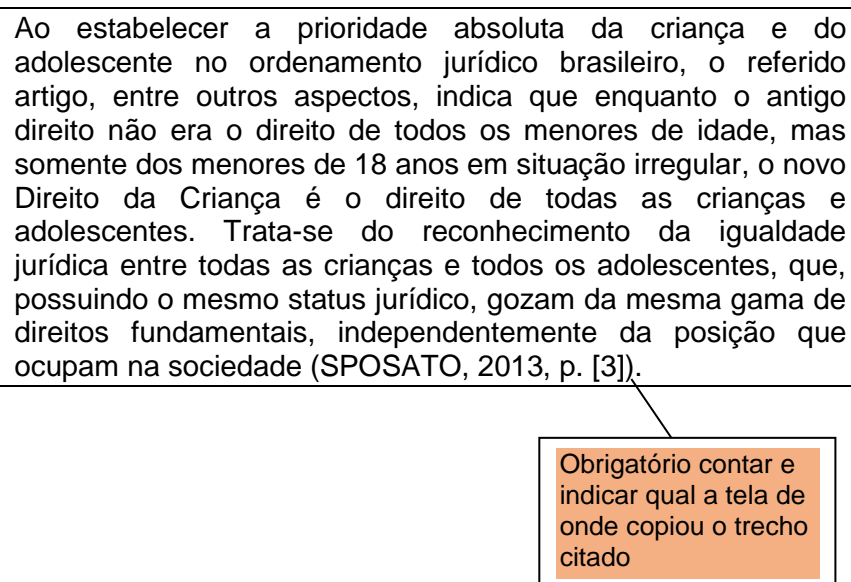 Ao estabelecer a prioridade absoluta da criança e do
adolescente no ordenamento jurídico brasileiro, o referido
artigo, entre outros aspectos, indica que enquanto o antigo
direito não era o direito de todos os menores de idade, mas
somente dos menores de 18 anos em situação irregular, o novo
Direito da Criança é o direito de todas as crianças e
adolescentes. Trata-se do reconhecimento da igualdade
jurídica entre todas as crianças e todos os adolescentes, que,
possuindo o mesmo status jurídico, gozam da mesma gama de
direitos fundamentais, independentemente da posição que
ocupam na sociedade (SPOSATO, 2013, p. [3]).
Obrigatório contar e
indicar qual a tela de
onde copiou o trecho
citado